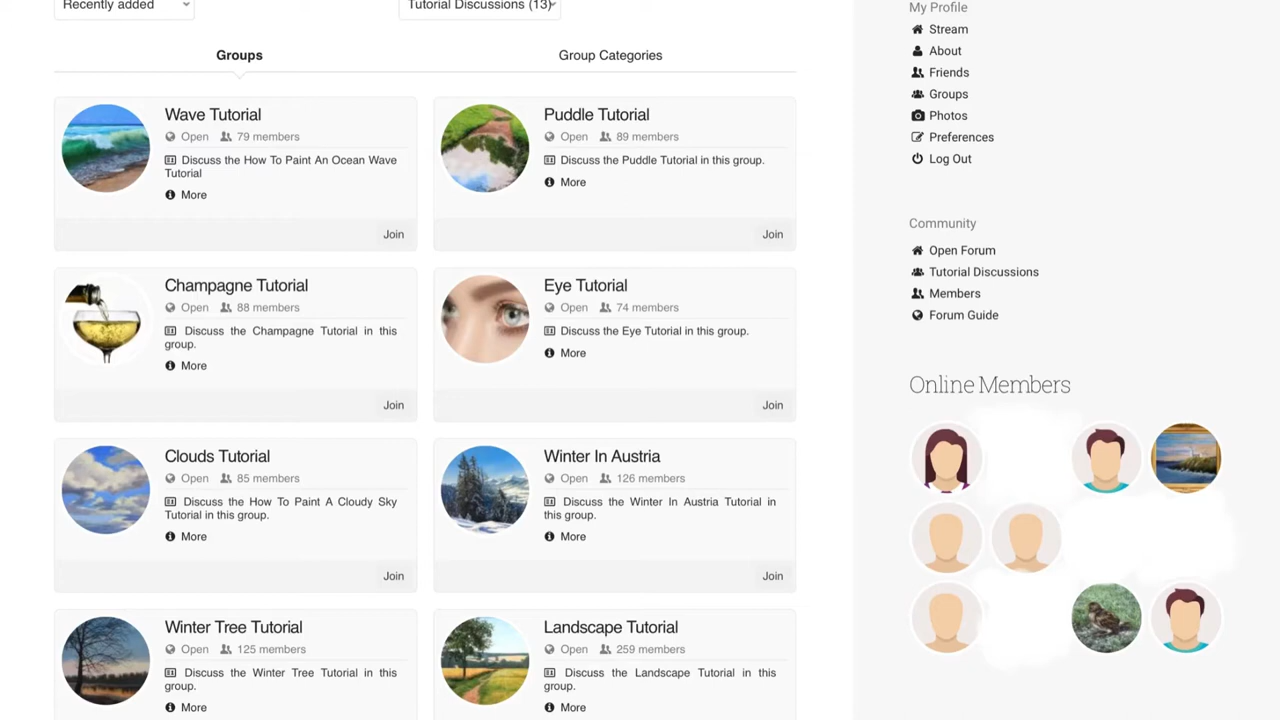 Recently added
Tutorial Discussions (13)
Groups
Group Categories
Wave Tutorial
Open 79 members
Discuss the How To Paint An Ocean Wave
Tutorial
More
Join
Puddle Tutorial
Open 89 members
Discuss the Puddle Tutorial in this group.
More
Join
Champagne Tutorial
Open 88 members
Discuss the Champagne Tutorial in this
group.
More
Join
Eye Tutorial
Open 74 members
Discuss the Eye Tutorial in this group.
More
Join
Clouds Tutorial
Open 85 members
Discuss the How To Paint A Cloudy Sky
Tutorial in this group.
More
Join
Winter In Austria
Open 126 members
Discuss the Winter In Austria Tutorial in
this group.
More
Join
Winter Tree Tutorial
Open 125 members
Discuss the Winter Tree Tutorial in this
group.
More
Landscape Tutorial
Open 259 members
Discuss the Landscape Tutorial in this
group.
More
My Profile
Stream
About
Friends
Groups
Photos
Preferences
Log Out
Community
Open Forum
Tutorial Discussions
Members
Forum Guide
Online Members